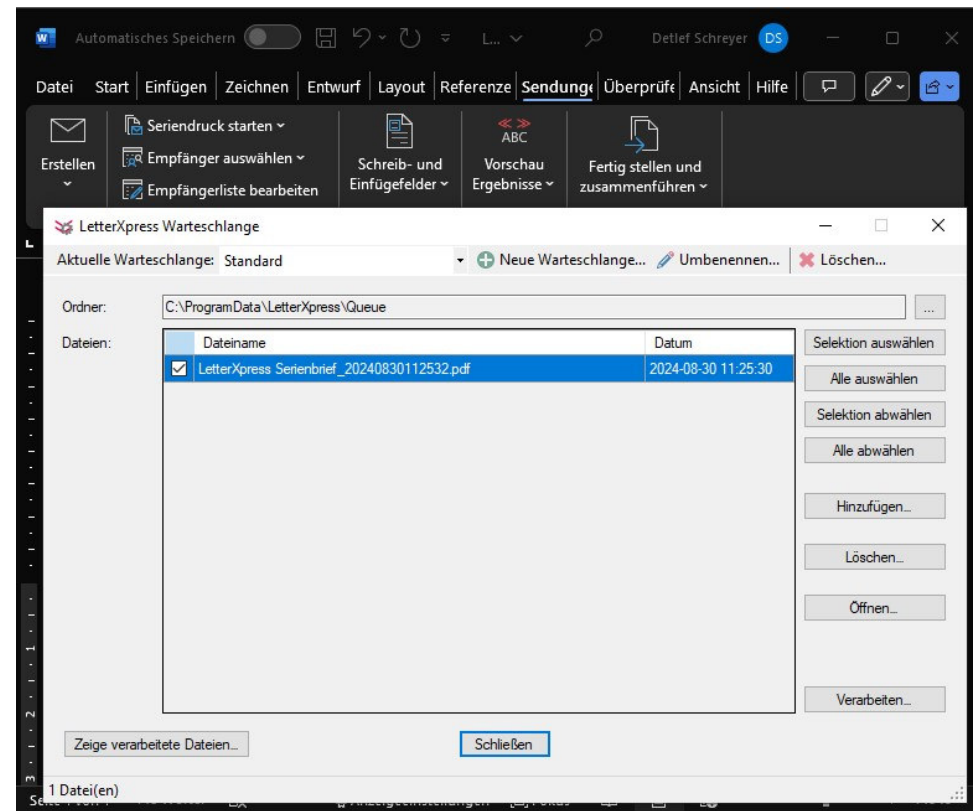 Automatisches Speichern L... Detlef Schreyer DS
Datei Start Einfügen Zeichnen Entwurf Layout Referenze Sendunge Überprüfe Ansicht Hilfe
Erstellen
Seriendruck starten
Empfänger auswählen
Empfängerliste bearbeiten
Schreib- und
Einfügefelder
ABC
Vorschau
Ergebnisse
Fertig stellen und
zusammenführen
LetterXpress Warteschlange
Aktuelle Warteschlange: Standard Neue Warteschlange... Umbenennen... Löschen...
Ordner: C:\ProgramData\LetterXpress\Queue ...
Dateien: Dateiname Datum Selektion auswählen
LetterXpress Serienbrief_20240830112532.pdf 2024-08-30 11:25:30
Alle auswählen
Selektion abwählen
Alle abwählen
Hinzufügen...
Löschen...
Öffnen...
Verarbeiten...
Zeige verarbeitete Dateien... Schließen
1 Datei(en)